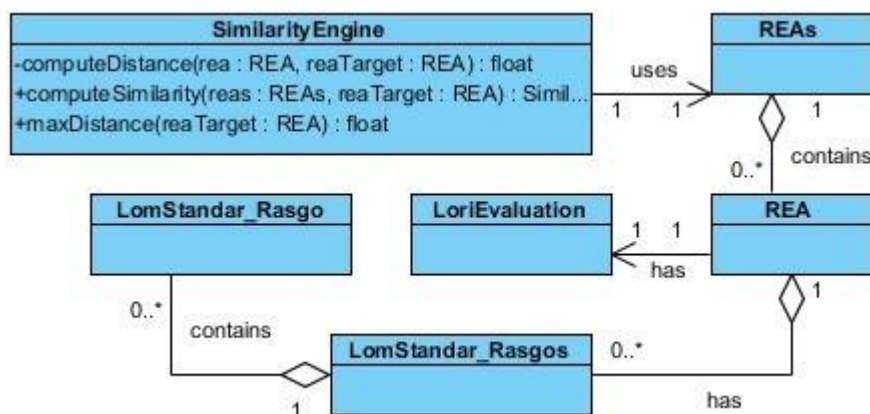 SimilarityEngine
-computeDistance(rea : REA, reaTarget : REA) : float
+computeSimilarity(reas : REAs, reaTarget : REA) : Simil...
+maxDistance(reaTarget : REA) : float
REAs
uses
1
1
1
contains
0..*
LomStandar_Rasgo
LoriEvaluation
REA
1
1
has
1
0..*
contains
LomStandar_Rasgos
0..*
1
has